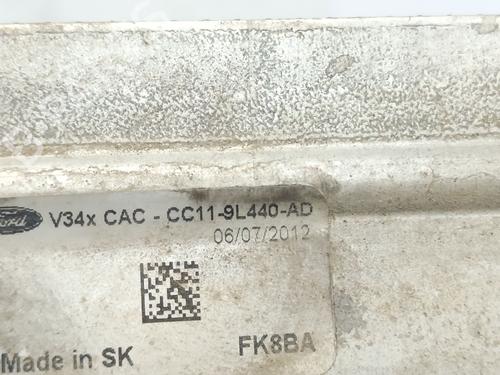 Ford V34x CAC - CC11-9L440-AD
06/07/2012
FK8BA
Made in SK